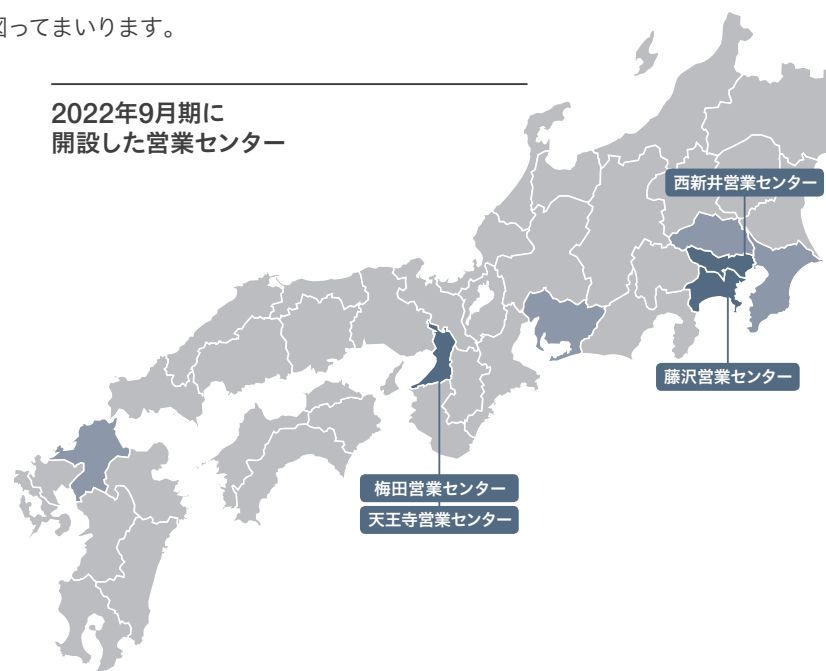 図ってまいります。
2022年9月期に
開設した営業センター
西新井営業センター
藤沢営業センター
梅田営業センター
天王寺営業センター